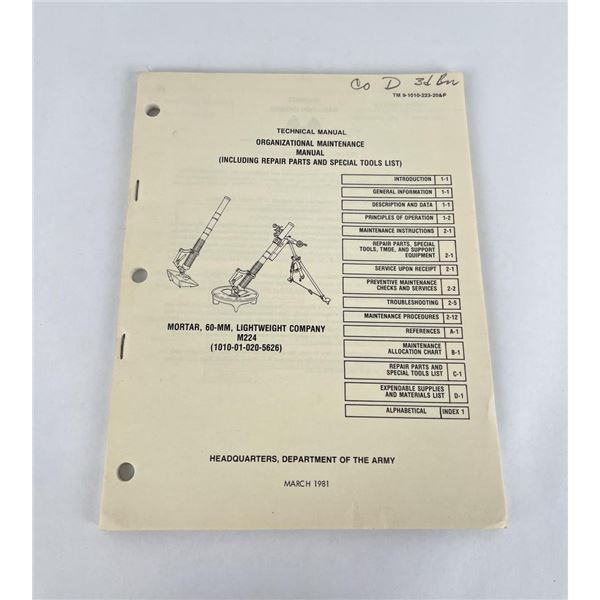 Co D 3d Bn
TM 9-1010-223-20&P
TECHNICAL MANUAL
ORGANIZATIONAL MAINTENANCE
MANUAL
(INCLUDING REPAIR PARTS AND SPECIAL TOOLS LIST)
INTRODUCTION 1-1
GENERAL INFORMATION 1-1
DESCRIPTION AND DATA 1-1
PRINCIPLES OF OPERATION 1-2
MAINTENANCE INSTRUCTIONS 2-1
REPAIR PARTS, SPECIAL
TOOLS, TMDE, AND SUPPORT
EQUIPMENT 2-1
SERVICE UPON RECEIPT 2-1
PREVENTIVE MAINTENANCE
CHECKS AND SERVICES 2-2
TROUBLESHOOTING 2-5
MAINTENANCE PROCEDURES 2-12
REFERENCES A-1
MAINTENANCE
ALLOCATION CHART B-1
REPAIR PARTS AND
SPECIAL TOOLS LIST C-1
EXPENDABLE SUPPLIES
AND MATERIALS LIST D-1
ALPHABETICAL INDEX 1
MORTAR, 60-MM, LIGHTWEIGHT COMPANY
M224
(1010-01-020-5626)
HEADQUARTERS, DEPARTMENT OF THE ARMY
MARCH 1981